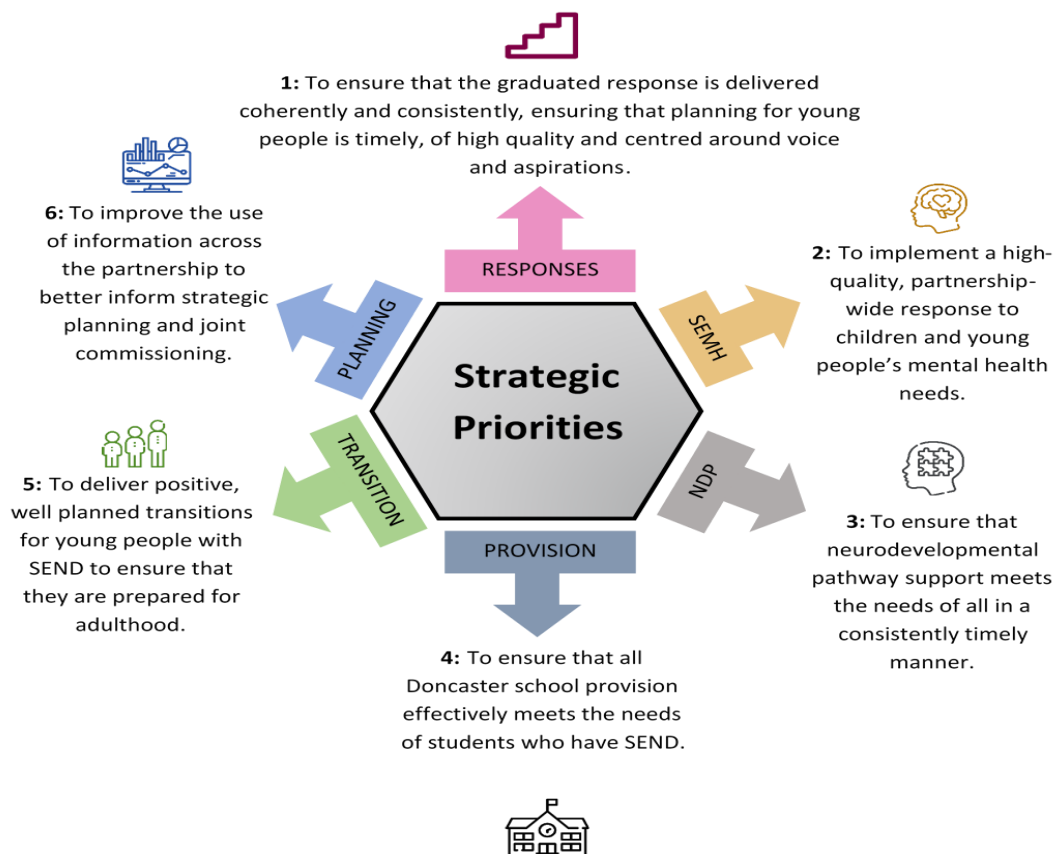 1: To ensure that the graduated response is delivered
coherently and consistently, ensuring that planning for young
people is timely, of high quality and centred around voice
and aspirations.
RESPONSES
2: To implement a high-
quality, partnership-
wide response to
children and young
people’s mental health
needs.
SEMH
3: To ensure that
neurodevelopmental
pathway support meets
the needs of all in a
consistently timely
manner.
NDP
4: To ensure that all
Doncaster school provision
effectively meets the needs
of students who have SEND.
PROVISION
5: To deliver positive,
well planned transitions
for young people with
SEND to ensure that
they are prepared for
adulthood.
TRANSITION
6: To improve the use
of information across
the partnership to
better inform strategic
planning and joint
commissioning.
PLANNING
Strategic
Priorities